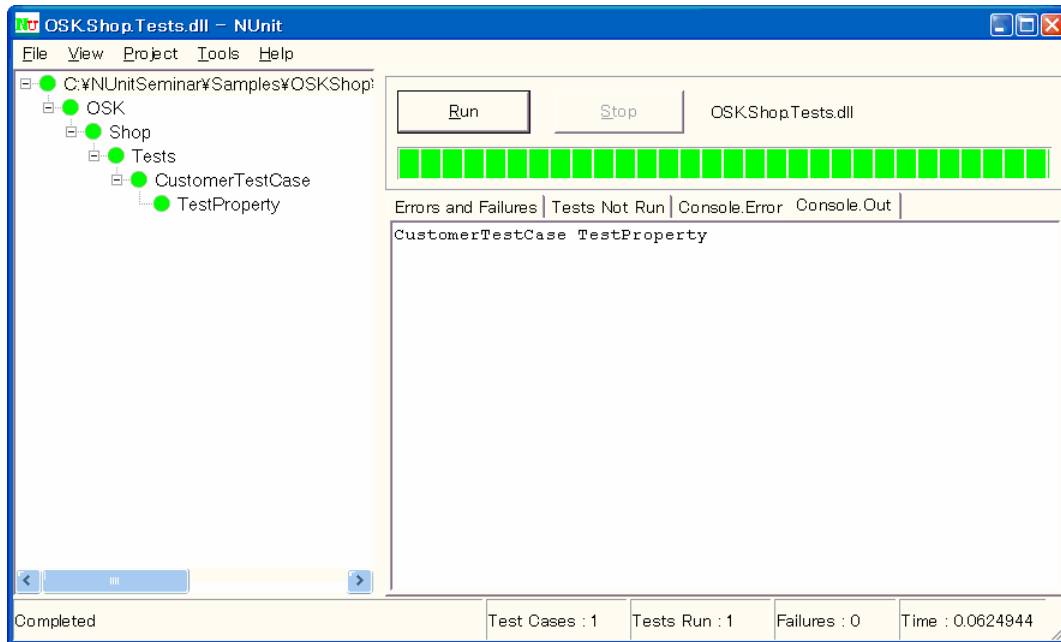 NU OSK.Shop.Tests.dll - NUnit
File View Project Tools Help
C:¥NUnitSeminar¥Samples¥OSKShop¥
OSK
Shop
Tests
CustomerTestCase
TestProperty
Run Stop OSK.Shop.Tests.dll
Errors and Failures Tests Not Run Console.Error Console.Out
CustomerTestCase TestProperty
Completed Test Cases : 1 Tests Run : 1 Failures : 0 Time : 0.0624944